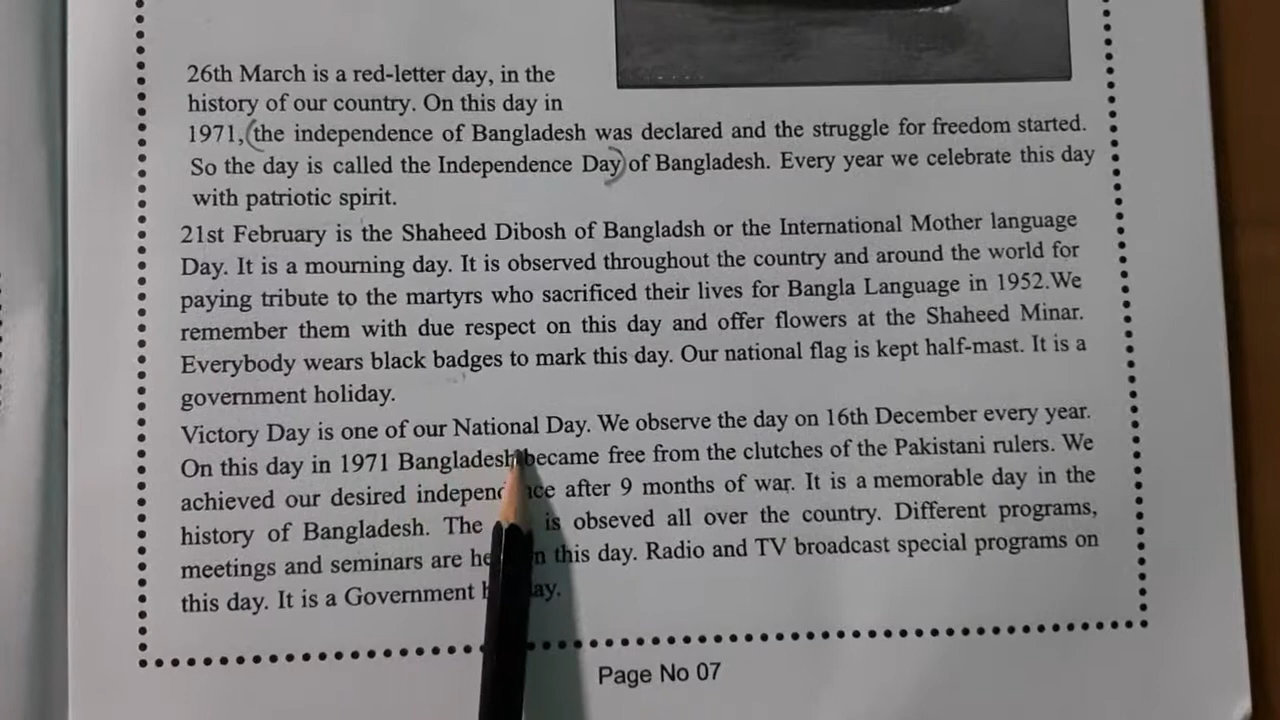 26th March is a red-letter day, in the
history of our country. On this day in
1971, (the independence of Bangladesh was declared and the struggle for freedom started.
So the day is called the Independence Day) of Bangladesh. Every year we celebrate this day
with patriotic spirit.
21st February is the Shaheed Dibosh of Bangladsh or the International Mother language
Day. It is a mourning day. It is observed throughout the country and around the world for
paying tribute to the martyrs who sacrificed their lives for Bangla Language in 1952.We
remember them with due respect on this day and offer flowers at the Shaheed Minar.
Everybody wears black badges to mark this day. Our national flag is kept half-mast. It is a
government holiday.
Victory Day is one of our National Day. We observe the day on 16th December every year.
On this day in 1971 Bangladesh became free from the clutches of the Pakistani rulers. We
achieved our desired independence after 9 months of war. It is a memorable day in the
history of Bangladesh. The is obseved all over the country. Different programs,
meetings and seminars are this day. Radio and TV broadcast special programs on
this day. It is a Government
Page No 07